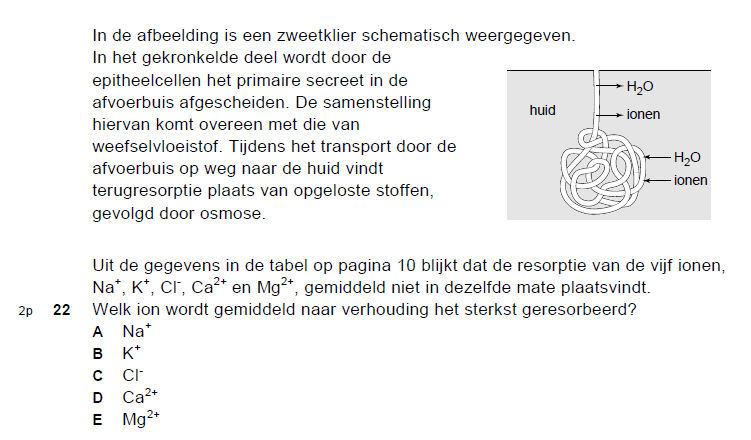 In de afbeelding is een zweetklier schematisch weergegeven.
In het gekronkelde deel wordt door de
epitheelcellen het primaire secreet in de
afvoerbuis afgescheiden. De samenstelling
hiervan komt overeen met die van
weefselvloeistof. Tijdens het transport door de
afvoerbuis op weg naar de huid vindt
terugresorptie plaats van opgeloste stoffen,
gevolgd door osmose.
huid
H₂O
ionen
H₂O
ionen
Uit de gegevens in de tabel op pagina 10 blijkt dat de resorptie van de vijf ionen,
Na⁺, K⁺, Cl⁻, Ca²⁺ en Mg²⁺, gemiddeld niet in dezelfde mate plaatsvindt.
2p 22 Welk ion wordt gemiddeld naar verhouding het sterkst geresorbeerd?
A Na⁺
B K⁺
C Cl⁻
D Ca²⁺
E Mg²⁺